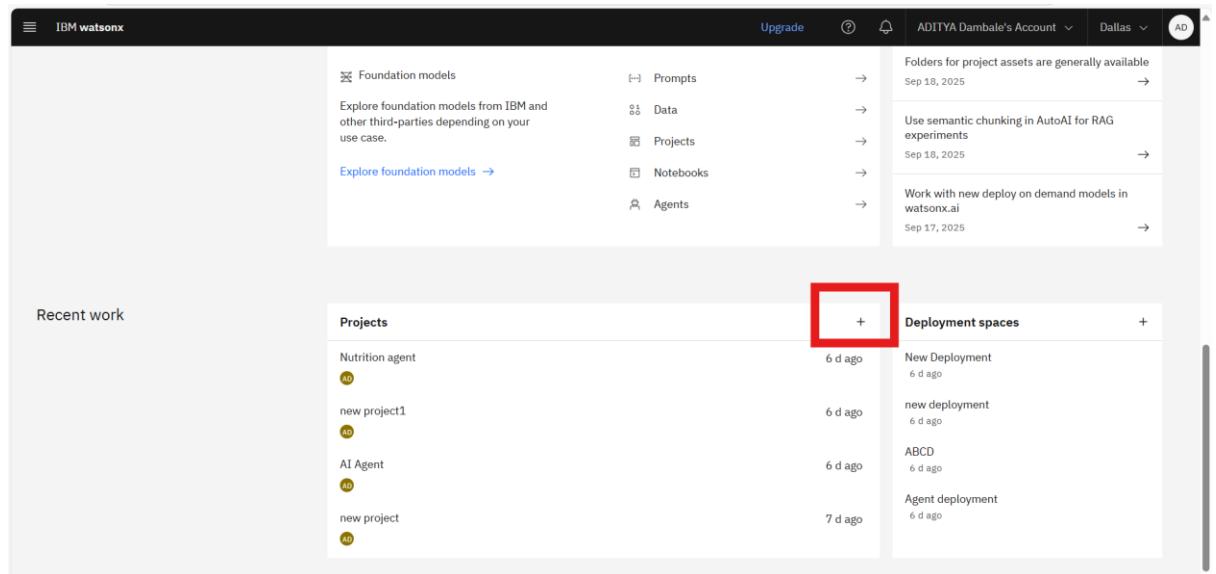 IBM watsonx
Upgrade
ADITYA Dambale's Account
Dallas
AD
Foundation models
Explore foundation models from IBM and
other third-parties depending on your
use case.
Explore foundation models
Prompts
Data
Projects
Notebooks
Agents
Folders for project assets are generally available
Sep 18, 2025
Use semantic chunking in AutoAI for RAG
experiments
Sep 18, 2025
Work with new deploy on demand models in
watsonx.ai
Sep 17, 2025
Recent work
Projects
+
Nutrition agent
6 d ago
AD
new project1
6 d ago
AD
AI Agent
6 d ago
AD
new project
7 d ago
AD
Deployment spaces
+
New Deployment
6 d ago
new deployment
6 d ago
ABCD
6 d ago
Agent deployment
6 d ago